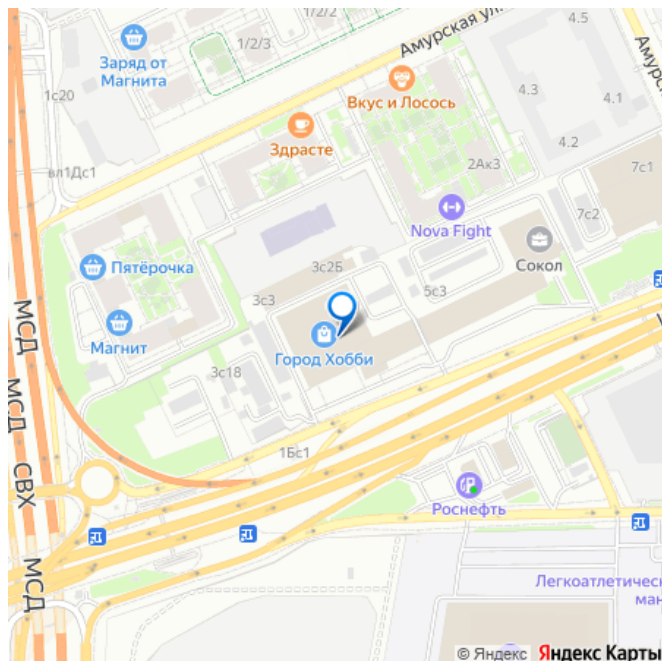 1/2/2
4.5
Амурская ул.
Заряд от
Магнита
1/2/3
1с20
Вкус и Лосось
4.3
4.1
Здрасте
4.2
вл1Дс1
2Ак3
7с1
Nova Fight
7с2
Сокол
Пятёрочка
3с2Б
5с3
3с3
МСД
Магнит
Город Хобби
3с18
МСД
1Бс1
СВХ
Роснефть
МСД
Легкоатлетическ
ман
© Яндекс Яндекс Карты